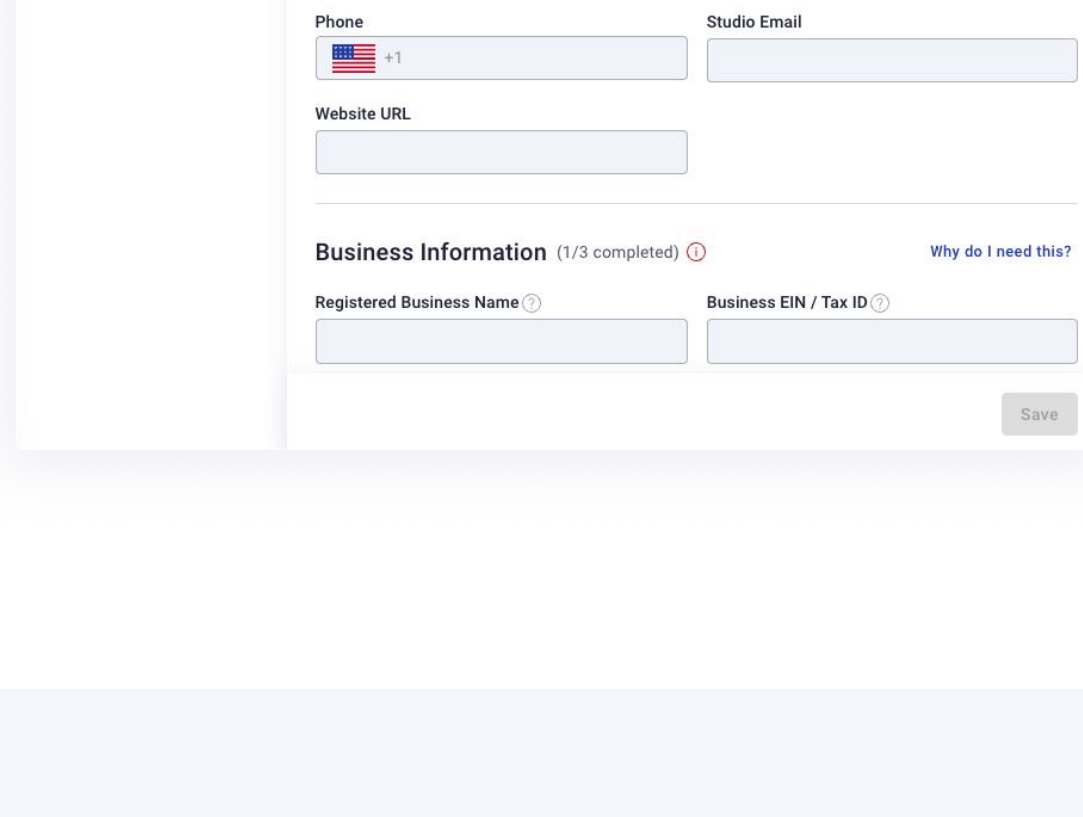 Phone
Studio Email
+1
Website URL
Business Information (1/3 completed)
Why do I need this?
Registered Business Name ?
Business EIN / Tax ID ?
Save